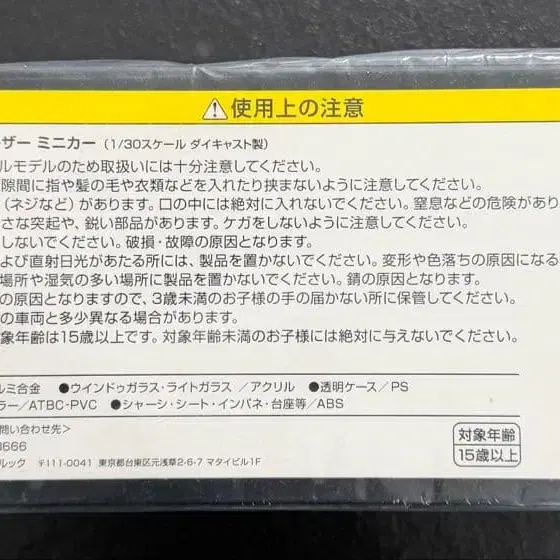 ⚠使用上の注意
ザー ミニカー（1/30スケール ダイキャスト製）
ルモデルのため取扱いには十分注意してください。
隙間に指や髪の毛や衣類などを入れたり挟まないように注意してください。
（ネジなど）があります。口の中には絶対に入れないでください。窒息などの危険があり
さな突起や、鋭い部品があります。ケガをしないように注意してください。
しないでください。破損・故障の原因となります。
よび直射日光があたる所には、製品を置かないでください。変形や色落ちの原因になる
場所や湿気の多い場所に製品を置かないでください。錆の原因となります。
の原因となりますので、3歳未満のお子様の手の届かない所に保管してください。
の車両と多少異なる場合があります。
象年齢は15歳以上です。対象年齢未満のお子様には絶対に与えないでください。
ルミ合金 ●ウインドゥガラス・ライトガラス／アクリル ●透明ケース／PS
ラー／ATBC-PVC ●シャーシ・シート・インパネ・台座等／ABS
問い合わせ先＞
3666
ルック 〒111-0041 東京都台東区元浅草2-6-7 マタイビル1F
対象年齢
15歳以上